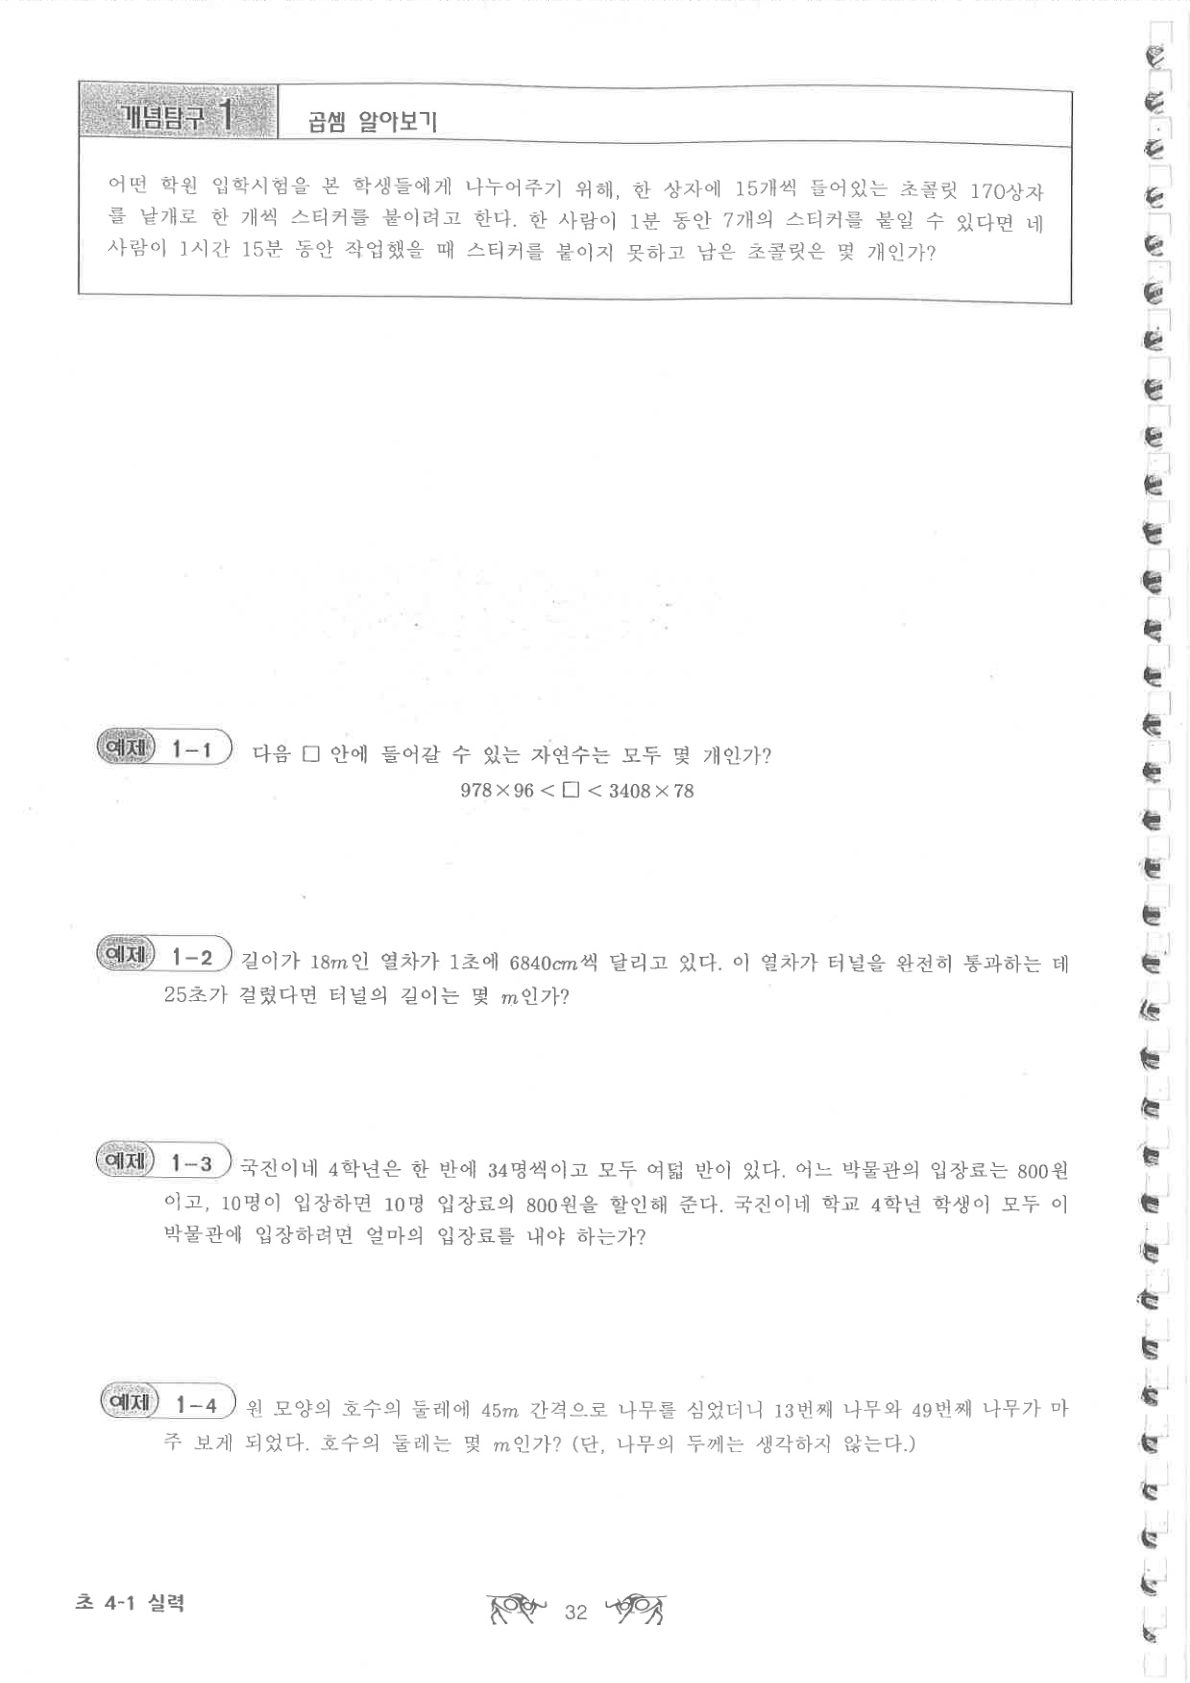 개념탐구 1 곱셈 알아보기
어떤 학원 입학시험을 본 학생들에게 나누어주기 위해, 한 상자에 15개씩 들어있는 초콜릿 170상자
를 낱개로 한 개씩 스티커를 붙이려고 한다. 한 사람이 1분 동안 7개의 스티커를 붙일 수 있다면 네
사람이 1시간 15분 동안 작업했을 때 스티커를 붙이지 못하고 남은 초콜릿은 몇 개인가?
예제 1-1 다음 □ 안에 들어갈 수 있는 자연수는 모두 몇 개인가?
978×96 < □ < 3408×78
예제 1-2 길이가 18m인 열차가 1초에 6840cm씩 달리고 있다. 이 열차가 터널을 완전히 통과하는 데
25초가 걸렸다면 터널의 길이는 몇 m인가?
예제 1-3 국진이네 4학년은 한 반에 34명씩이고 모두 여덟 반이 있다. 어느 박물관의 입장료는 800원
이고, 10명이 입장하면 10명 입장료의 800원을 할인해 준다. 국진이네 학교 4학년 학생이 모두 이
박물관에 입장하려면 얼마의 입장료를 내야 하는가?
예제 1-4 원 모양의 호수의 둘레에 45m 간격으로 나무를 심었더니 13번째 나무와 49번째 나무가 마
주 보게 되었다. 호수의 둘레는 몇 m인가? (단, 나무의 두께는 생각하지 않는다.)
초 4-1 실력
32